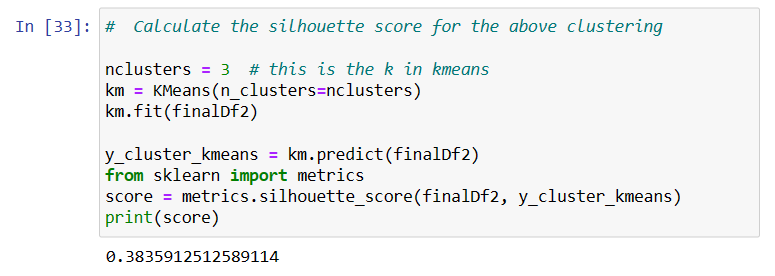 In [33]: #  Calculate the silhouette score for the above clustering
nclusters = 3  # this is the k in kmeans
km = KMeans(n_clusters=nclusters)
km.fit(finalDf2)
y_cluster_kmeans = km.predict(finalDf2)
from sklearn import metrics
score = metrics.silhouette_score(finalDf2, y_cluster_kmeans)
print(score)
0.3835912512589114